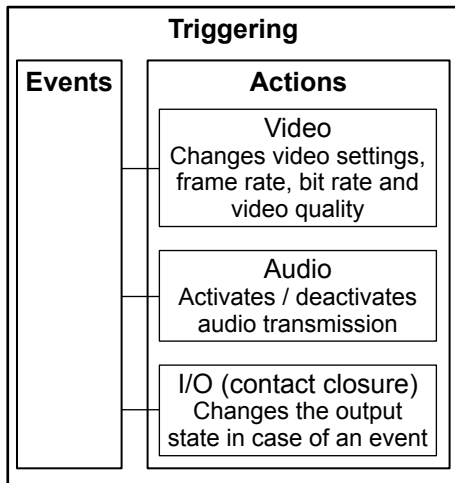 Triggering
Events
Actions
Video
Changes video settings,
frame rate, bit rate and
video quality
Audio
Activates / deactivates
audio transmission
I/O (contact closure)
Changes the output
state in case of an event